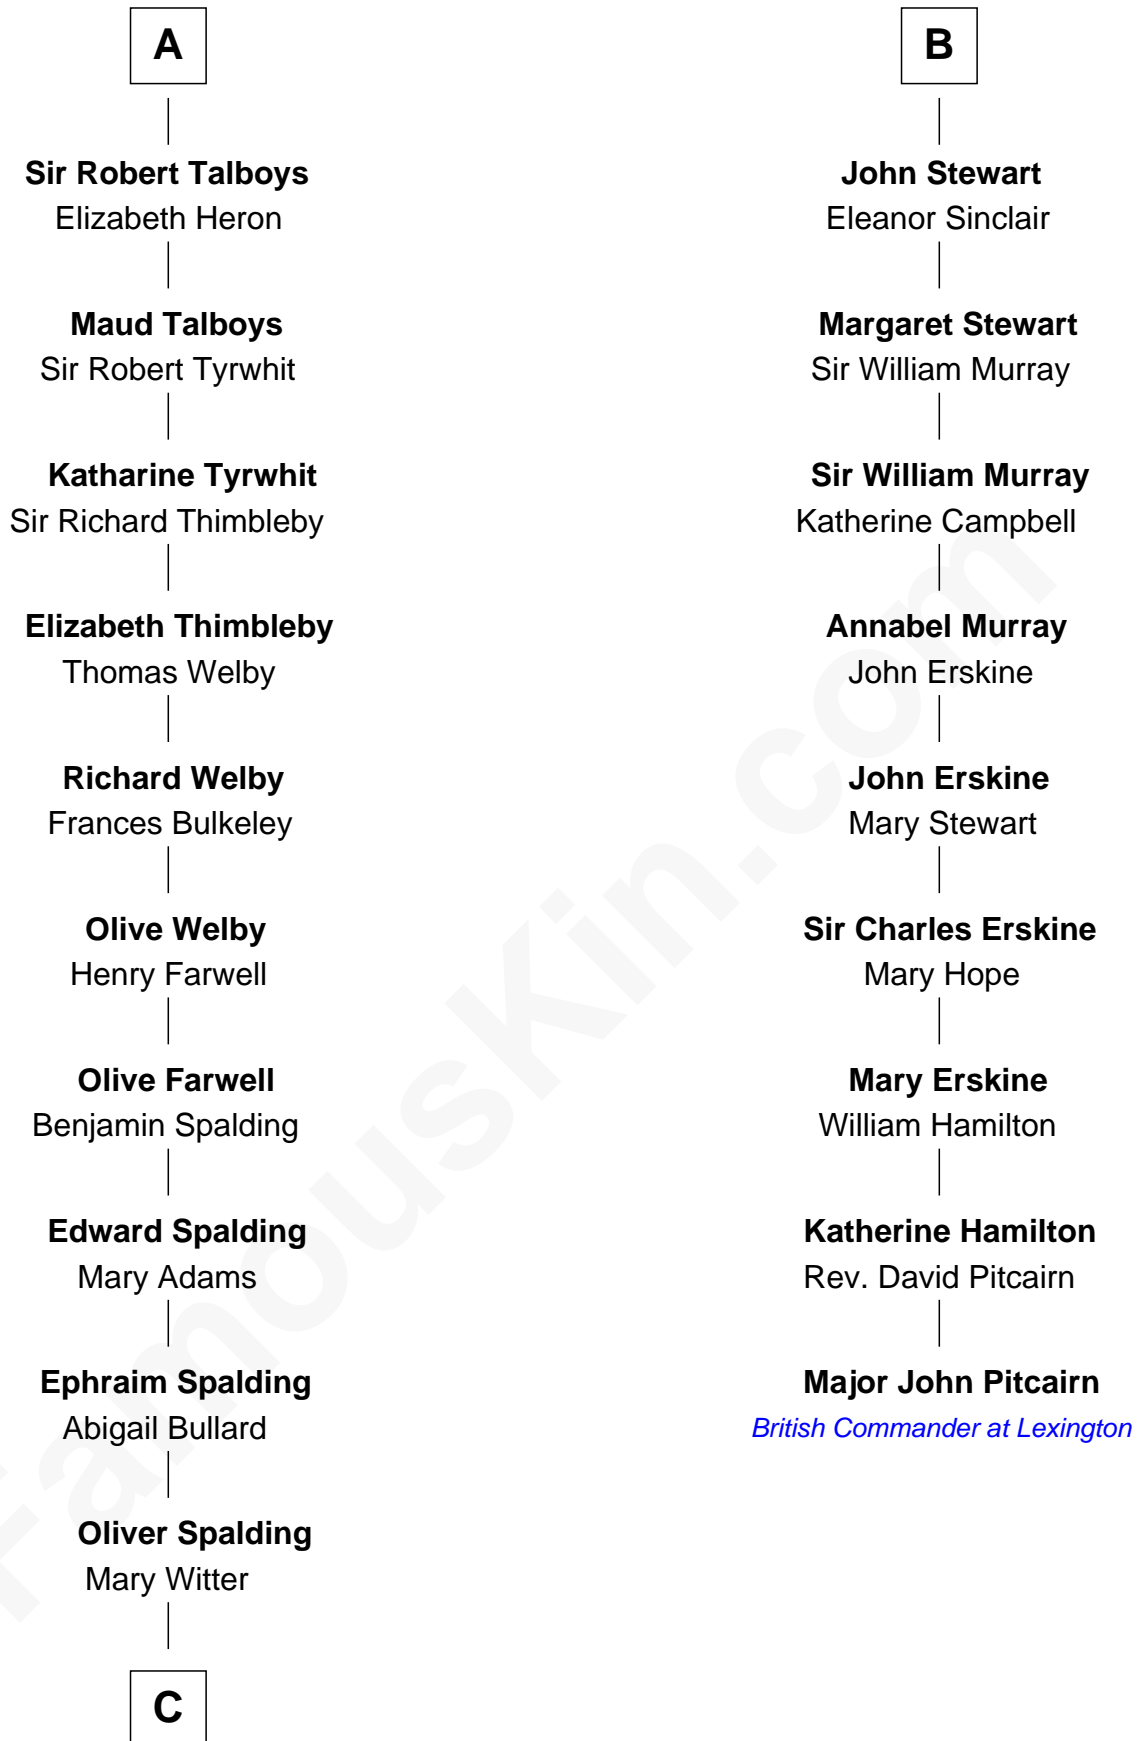 A
Sir Robert Talboys
Elizabeth Heron
Maud Talboys
Sir Robert Tyrwhit
Katharine Tyrwhit
Sir Richard Thimbleby
Elizabeth Thimbleby
Thomas Welby
Richard Welby
Frances Bulkeley
Olive Welby
Henry Farwell
Olive Farwell
Benjamin Spalding
Edward Spalding
Mary Adams
Ephraim Spalding
Abigail Bullard
Oliver Spalding
Mary Witter
C
B
John Stewart
Eleanor Sinclair
Margaret Stewart
Sir William Murray
Sir William Murray
Katherine Campbell
Annabel Murray
John Erskine
John Erskine
Mary Stewart
Sir Charles Erskine
Mary Hope
Mary Erskine
William Hamilton
Katherine Hamilton
Rev. David Pitcairn
Major John Pitcairn
British Commander at Lexington
FamousKin.com